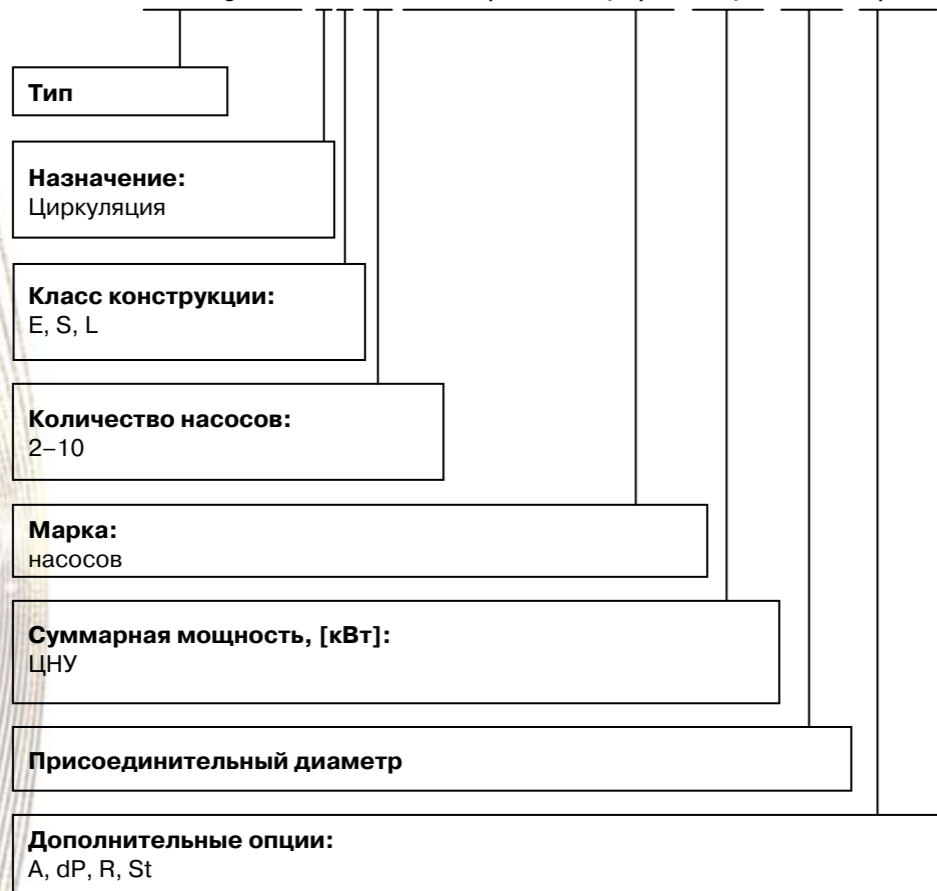 Тип
Назначение:
Циркуляция
Класс конструкции:
E, S, L
Количество насосов:
2–10
Марка:
насосов
Суммарная мощность, [кВт]:
ЦНУ
Присоединительный диаметр
Дополнительные опции:
A, dP, R, St